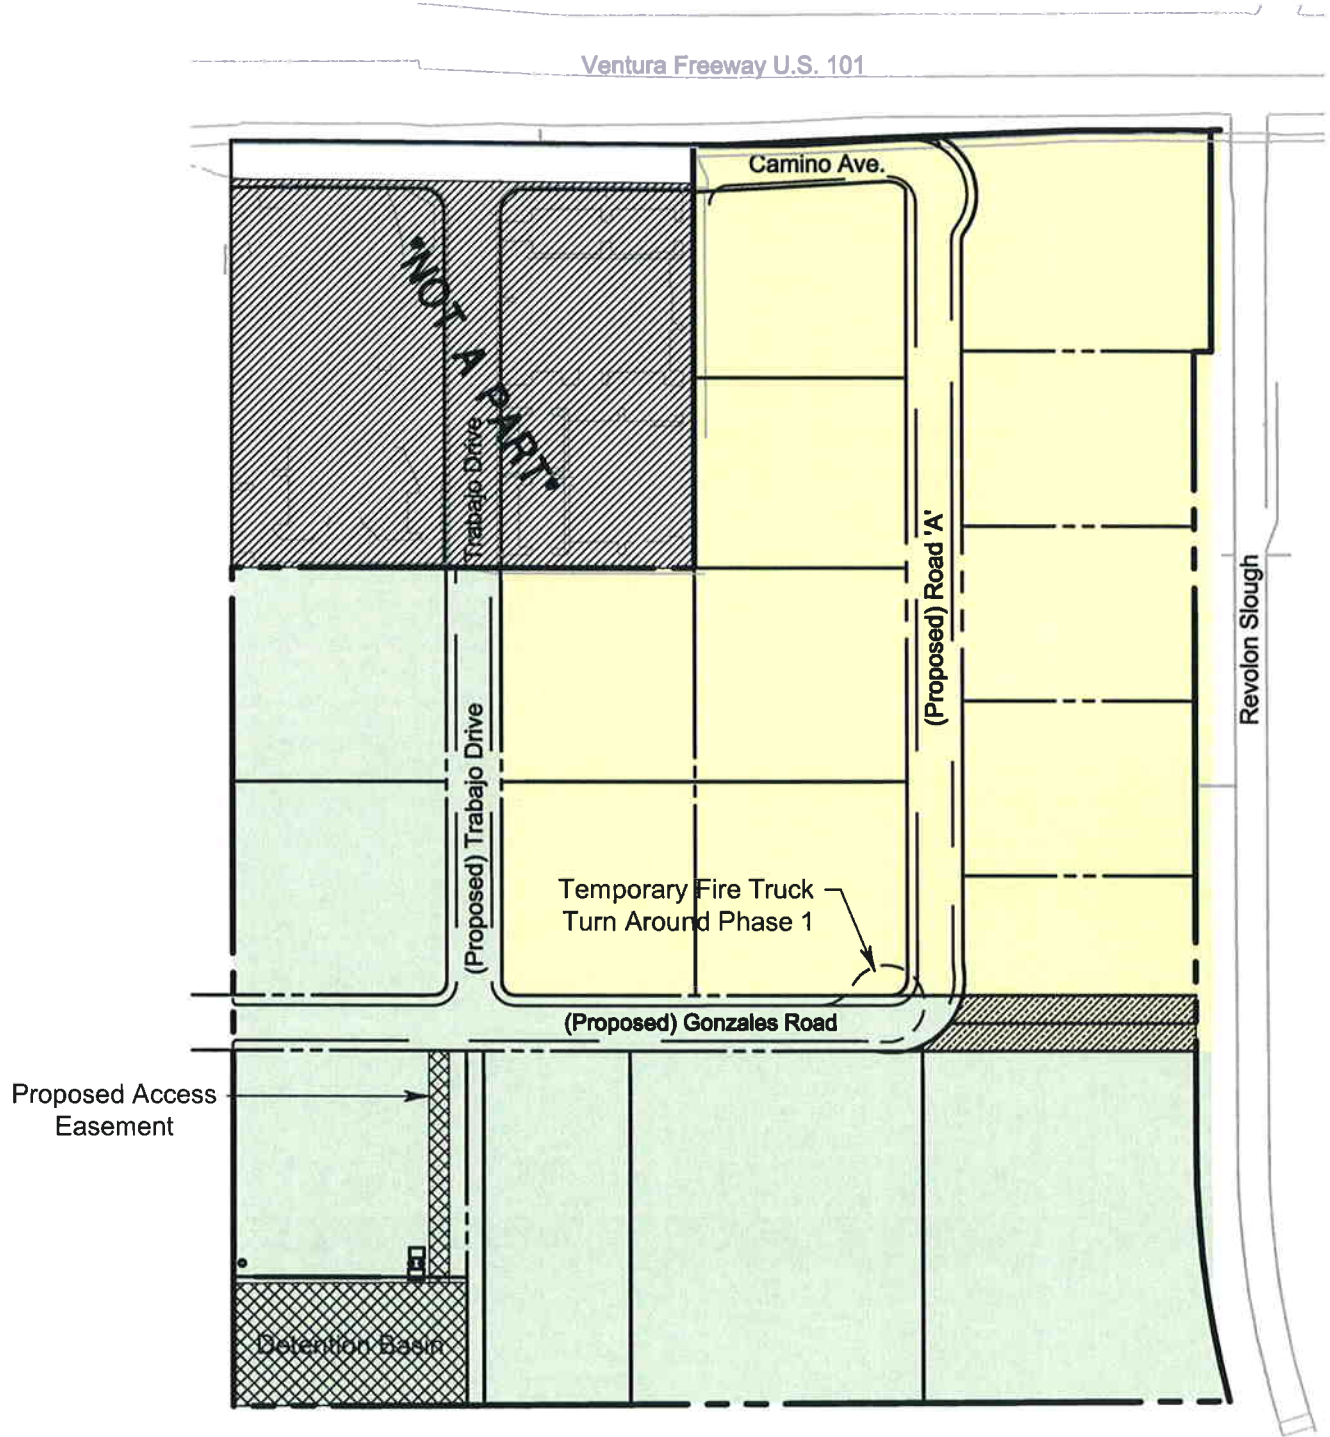 Ventura Freeway U.S. 101
Camino Ave.
"NOT A PART"
Trabajo Drive
(Proposed) Road 'A'
Revolon Slough
(Proposed) Trabajo Drive
Temporary Fire Truck
Turn Around Phase 1
(Proposed) Gonzales Road
Proposed Access
Easement
Detention Basin